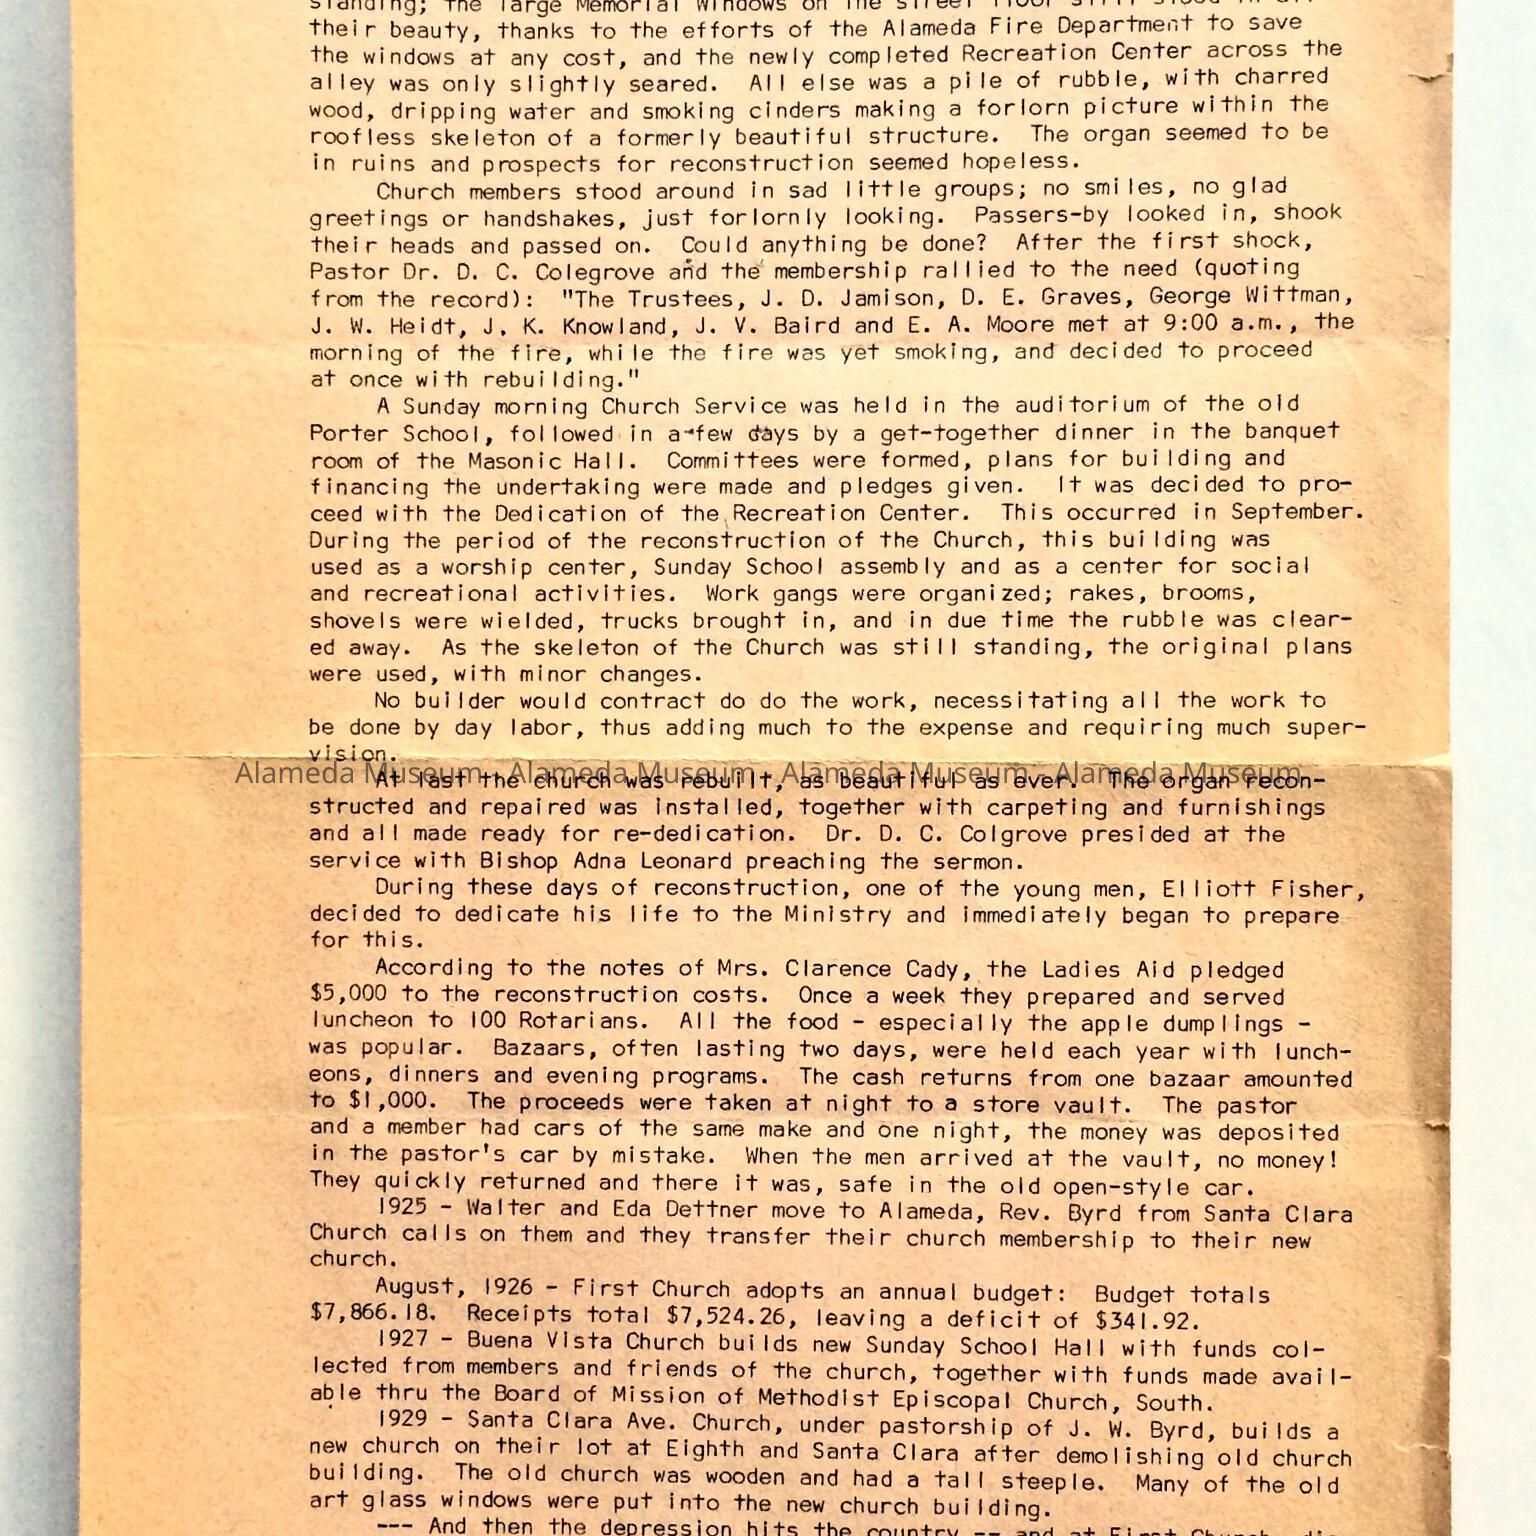 standing; the large Memorial Windows on the street floor still stood in all
their beauty, thanks to the efforts of the Alameda Fire Department to save
the windows at any cost, and the newly completed Recreation Center across the
alley was only slightly seared.  All else was a pile of rubble, with charred
wood, dripping water and smoking cinders making a forlorn picture within the
roofless skeleton of a formerly beautiful structure.  The organ seemed to be
in ruins and prospects for reconstruction seemed hopeless.
Church members stood around in sad little groups; no smiles, no glad
greetings or handshakes, just forlornly looking.  Passers-by looked in, shook
their heads and passed on.  Could anything be done?  After the first shock,
Pastor Dr. D. C. Colegrove and the membership rallied to the need (quoting
from the record):  "The Trustees, J. D. Jamison, D. E. Graves, George Wittman,
J. W. Heidt, J. K. Knowland, J. V. Baird and E. A. Moore met at 9:00 a.m., the
morning of the fire, while the fire was yet smoking, and decided to proceed
at once with rebuilding."
A Sunday morning Church Service was held in the auditorium of the old
Porter School, followed in a few days by a get-together dinner in the banquet
room of the Masonic Hall.  Committees were formed, plans for building and
financing the undertaking were made and pledges given.  It was decided to pro-
ceed with the Dedication of the Recreation Center.  This occurred in September.
During the period of the reconstruction of the Church, this building was
used as a worship center, Sunday School assembly and as a center for social
and recreational activities.  Work gangs were organized; rakes, brooms,
shovels were wielded, trucks brought in, and in due time the rubble was clear-
ed away.  As the skeleton of the Church was still standing, the original plans
were used, with minor changes.
No builder would contract do do the work, necessitating all the work to
be done by day labor, thus adding much to the expense and requiring much super-
vision.
Alameda Museum - Alameda Museum - Alameda Museum - Alameda Museum
At last the church was rebuilt, as beautiful as ever.  The organ recon-
structed and repaired was installed, together with carpeting and furnishings
and all made ready for re-dedication.  Dr. D. C. Colgrove presided at the
service with Bishop Adna Leonard preaching the sermon.
During these days of reconstruction, one of the young men, Elliott Fisher,
decided to dedicate his life to the Ministry and immediately began to prepare
for this.
According to the notes of Mrs. Clarence Cady, the Ladies Aid pledged
$5,000 to the reconstruction costs.  Once a week they prepared and served
luncheon to 100 Rotarians.  All the food - especially the apple dumplings -
was popular.  Bazaars, often lasting two days, were held each year with lunch-
eons, dinners and evening programs.  The cash returns from one bazaar amounted
to $1,000.  The proceeds were taken at night to a store vault.  The pastor
and a member had cars of the same make and one night, the money was deposited
in the pastor's car by mistake.  When the men arrived at the vault, no money!
They quickly returned and there it was, safe in the old open-style car.
1925 - Walter and Eda Dettner move to Alameda, Rev. Byrd from Santa Clara
Church calls on them and they transfer their church membership to their new
church.
August, 1926 - First Church adopts an annual budget:  Budget totals
$7,866.18.  Receipts total $7,524.26, leaving a deficit of $341.92.
1927 - Buena Vista Church builds new Sunday School Hall with funds col-
lected from members and friends of the church, together with funds made avail-
able thru the Board of Mission of Methodist Episcopal Church, South.
1929 - Santa Clara Ave. Church, under pastorship of J. W. Byrd, builds a
new church on their lot at Eighth and Santa Clara after demolishing old church
building.  The old church was wooden and had a tall steeple.  Many of the old
art glass windows were put into the new church building.
--- And then the depression hits the country -- and at First Church